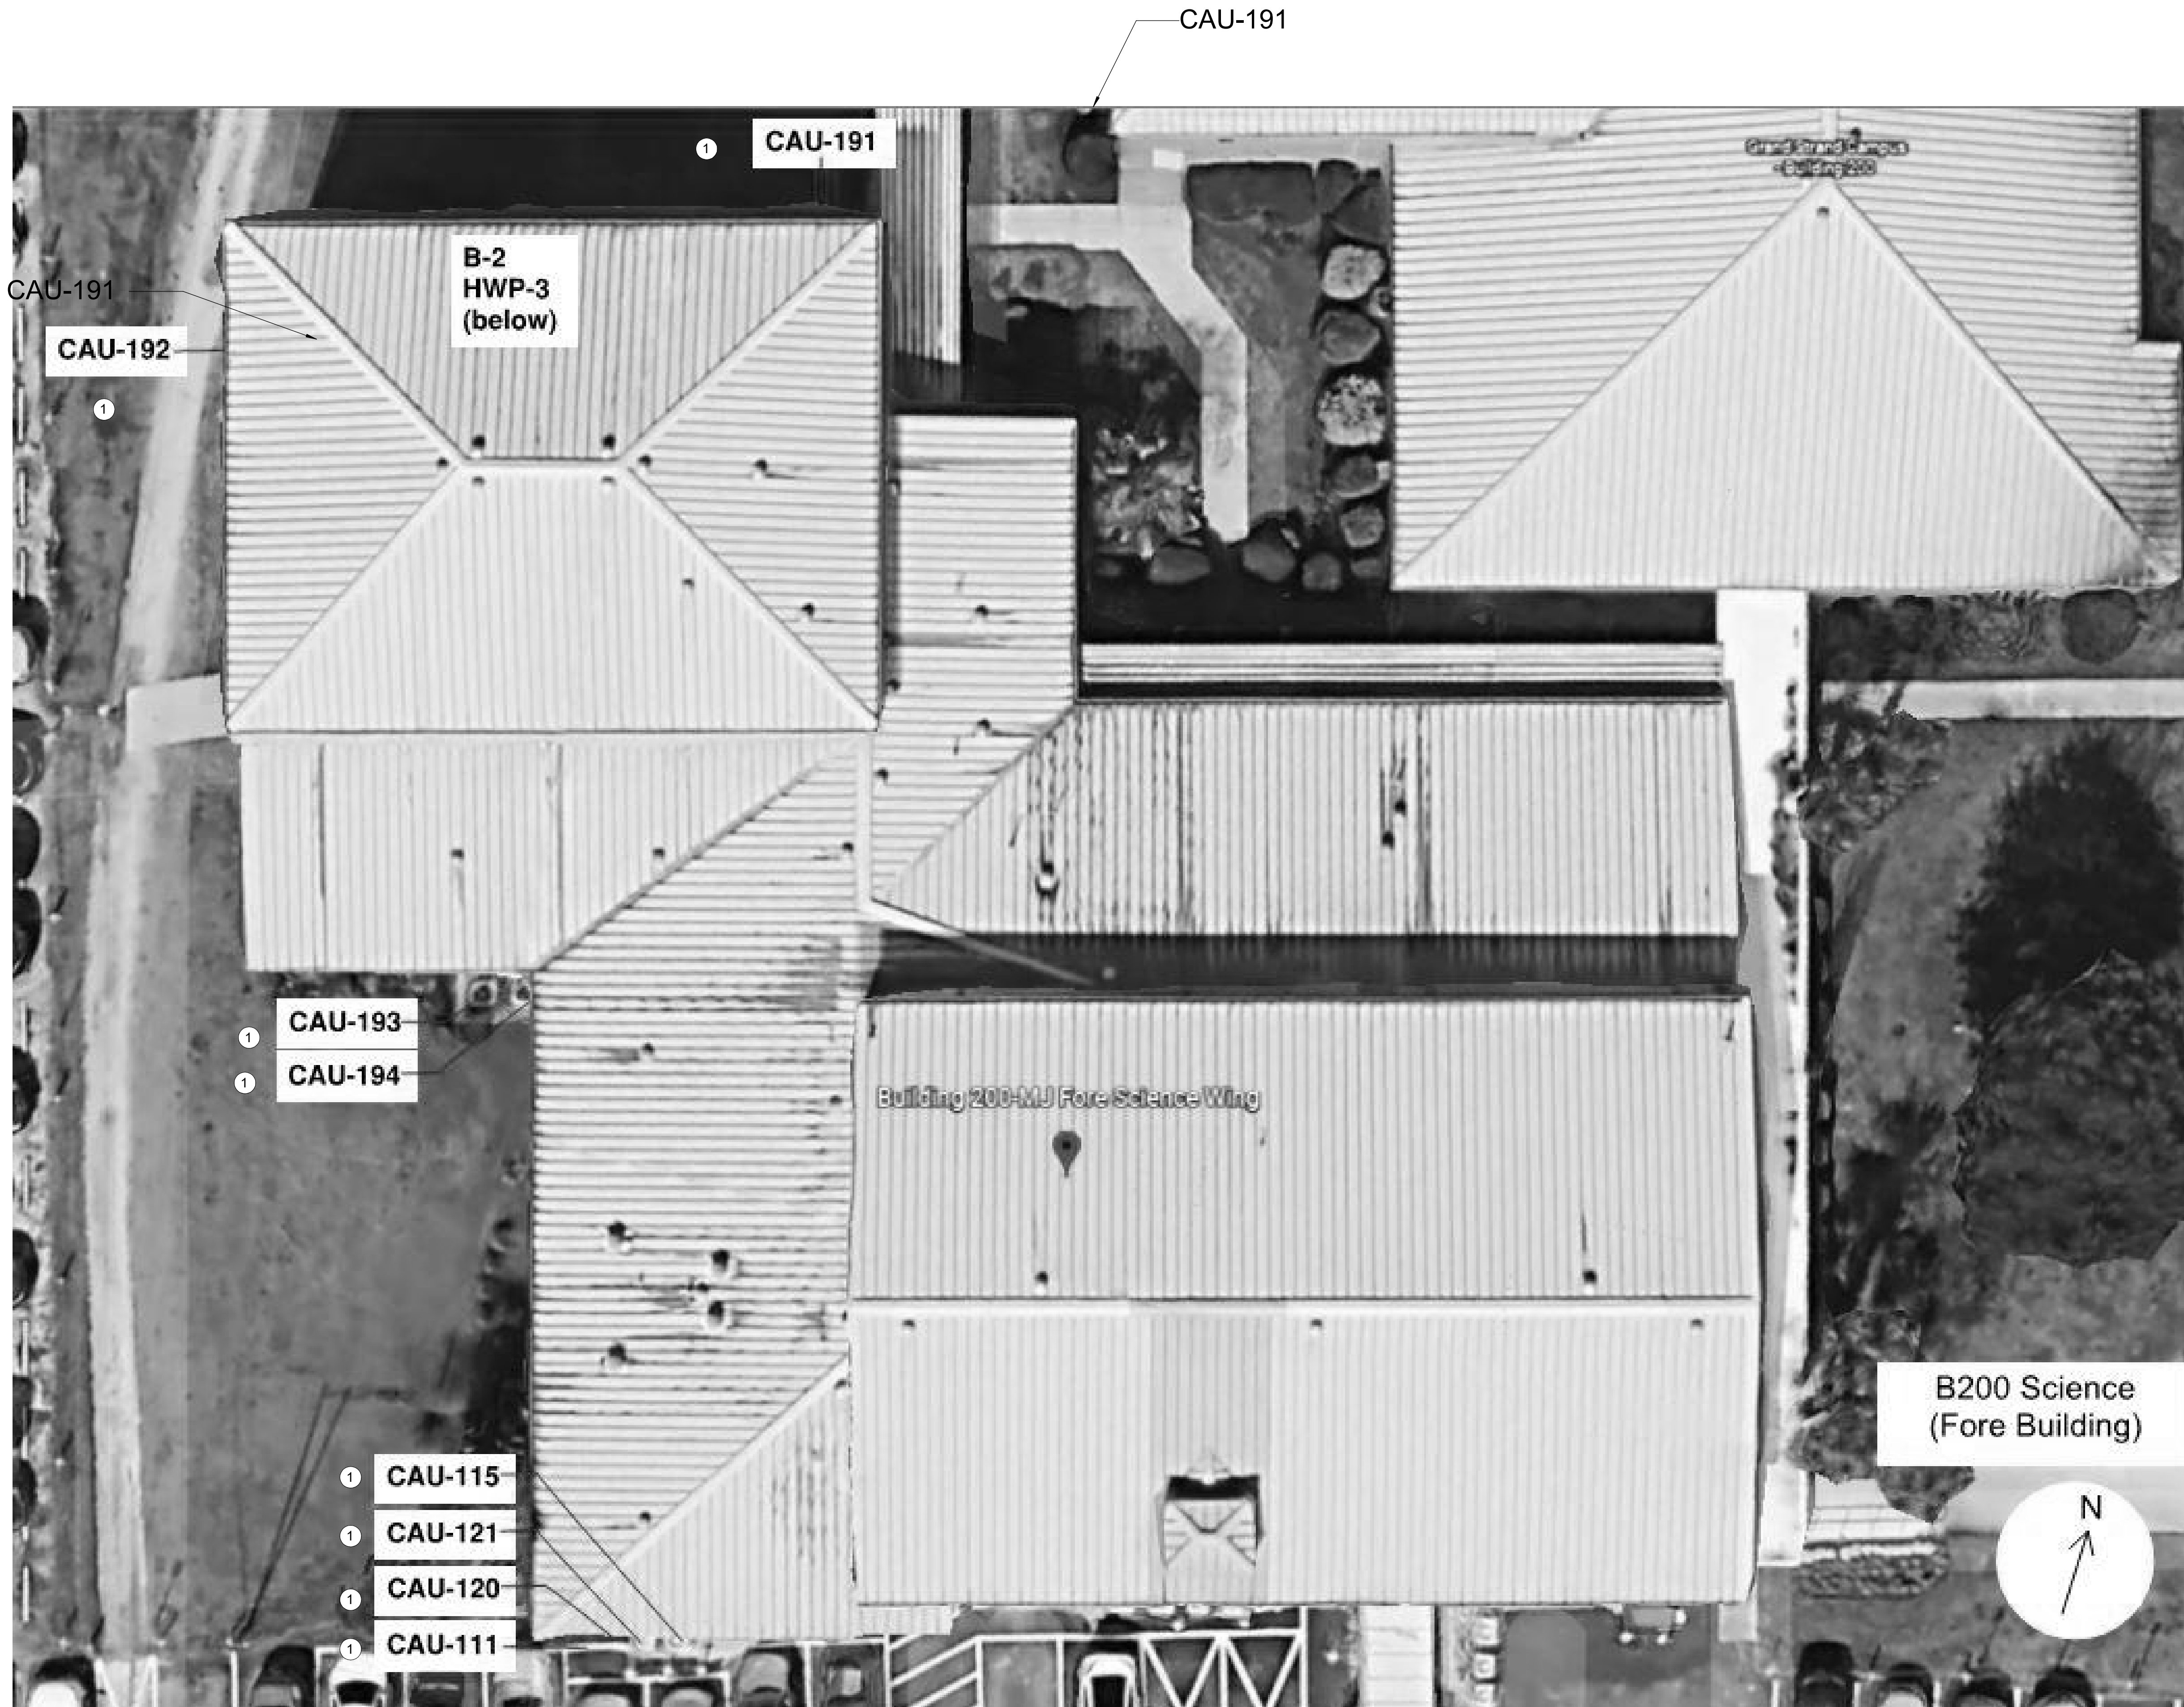 CAU-191
1
CAU-191
Grand Strand Campus
- Building 200
B-2
HWP-3
(below)
CAU-191
CAU-192
1
CAU-193
1
CAU-194
1
Building 200-MJ Fore Science Wing
B200 Science
(Fore Building)
N
1
CAU-115
1
CAU-121
1
CAU-120
1
CAU-111